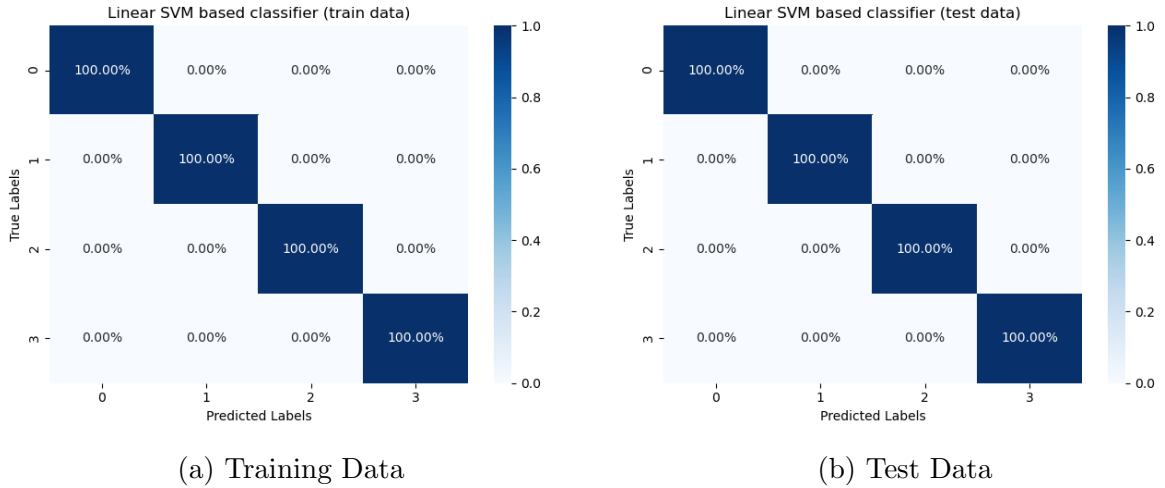 Linear SVM based classifier (train data)
True Labels
0
100.00% 0.00% 0.00% 0.00%
1
0.00% 100.00% 0.00% 0.00%
2
0.00% 0.00% 100.00% 0.00%
3
0.00% 0.00% 0.00% 100.00%
0 1 2 3
Predicted Labels
1.0
0.8
0.6
0.4
0.2
0.0
(a) Training Data
Linear SVM based classifier (test data)
True Labels
0
100.00% 0.00% 0.00% 0.00%
1
0.00% 100.00% 0.00% 0.00%
2
0.00% 0.00% 100.00% 0.00%
3
0.00% 0.00% 0.00% 100.00%
0 1 2 3
Predicted Labels
1.0
0.8
0.6
0.4
0.2
0.0
(b) Test Data